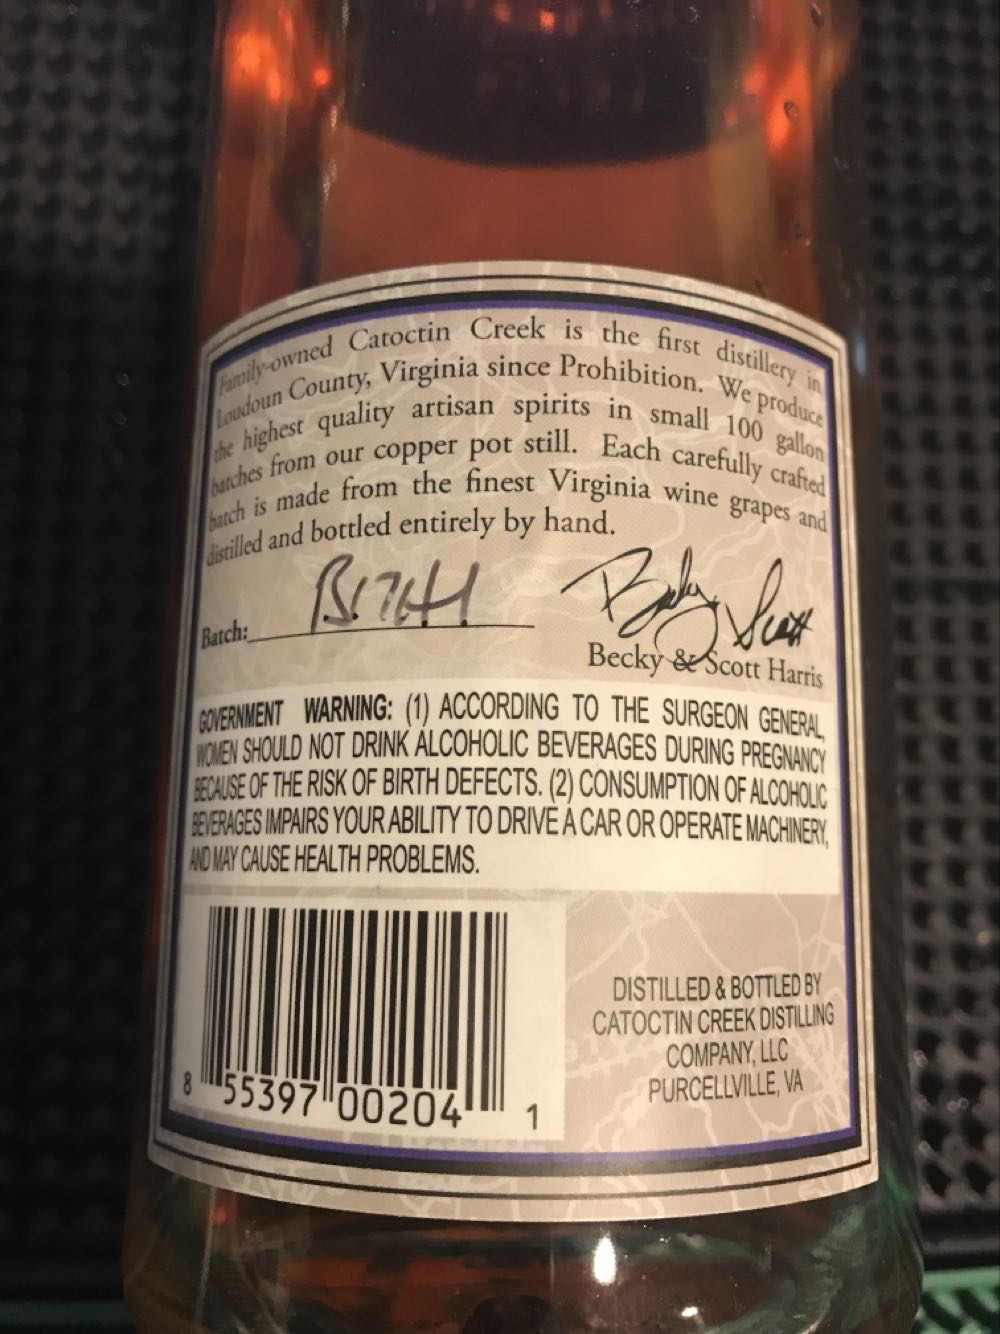 Family-owned Catoctin Creek is the first distillery in
Loudoun County, Virginia since Prohibition. We produce
the highest quality artisan spirits in small 100 gallon
batches from our copper pot still. Each carefully crafted
batch is made from the finest Virginia wine grapes and
distilled and bottled entirely by hand.
Batch:
Becky Scott
Becky & Scott Harris
GOVERNMENT WARNING: (1) ACCORDING TO THE SURGEON GENERAL,
WOMEN SHOULD NOT DRINK ALCOHOLIC BEVERAGES DURING PREGNANCY
BECAUSE OF THE RISK OF BIRTH DEFECTS. (2) CONSUMPTION OF ALCOHOLIC
BEVERAGES IMPAIRS YOUR ABILITY TO DRIVE A CAR OR OPERATE MACHINERY,
AND MAY CAUSE HEALTH PROBLEMS.
8 55397 00204 1
DISTILLED & BOTTLED BY
CATOCTIN CREEK DISTILLING
COMPANY, LLC
PURCELLVILLE, VA